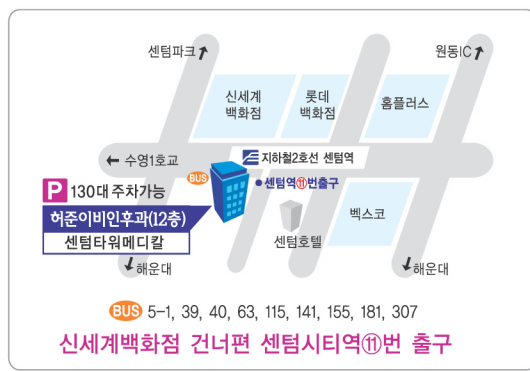 센텀파크
원동IC
신세계
백화점
롯데
백화점
홈플러스
수영1호교
지하철2호선 센텀역
BUS
센텀역⑪번출구
P 130대 주차가능
허준이비인후과(12층)
센텀타워메디칼
센텀호텔
벡스코
해운대
해운대
BUS 5-1, 39, 40, 63, 115, 141, 155, 181, 307
신세계백화점 건너편 센텀시티역⑪번 출구